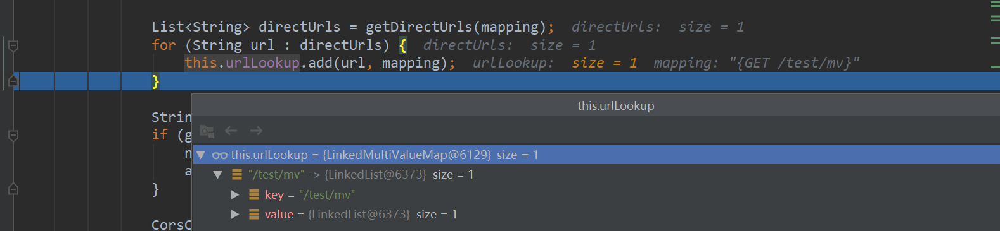 List<String> directUrls = getDirectUrls(mapping);  directUrls:  size = 1
for (String url : directUrls) {  directUrls:  size = 1
this.urlLookup.add(url, mapping);  urlLookup:  size = 1  mapping: "{GET /test/mv}"
}
this.urlLookup
Strin
if (g
n
a
}
CorsC
this.urlLookup = {LinkedMultiValueMap@6129}  size = 1
"/test/mv" -> {LinkedList@6373}  size = 1
key = "/test/mv"
value = {LinkedList@6373}  size = 1